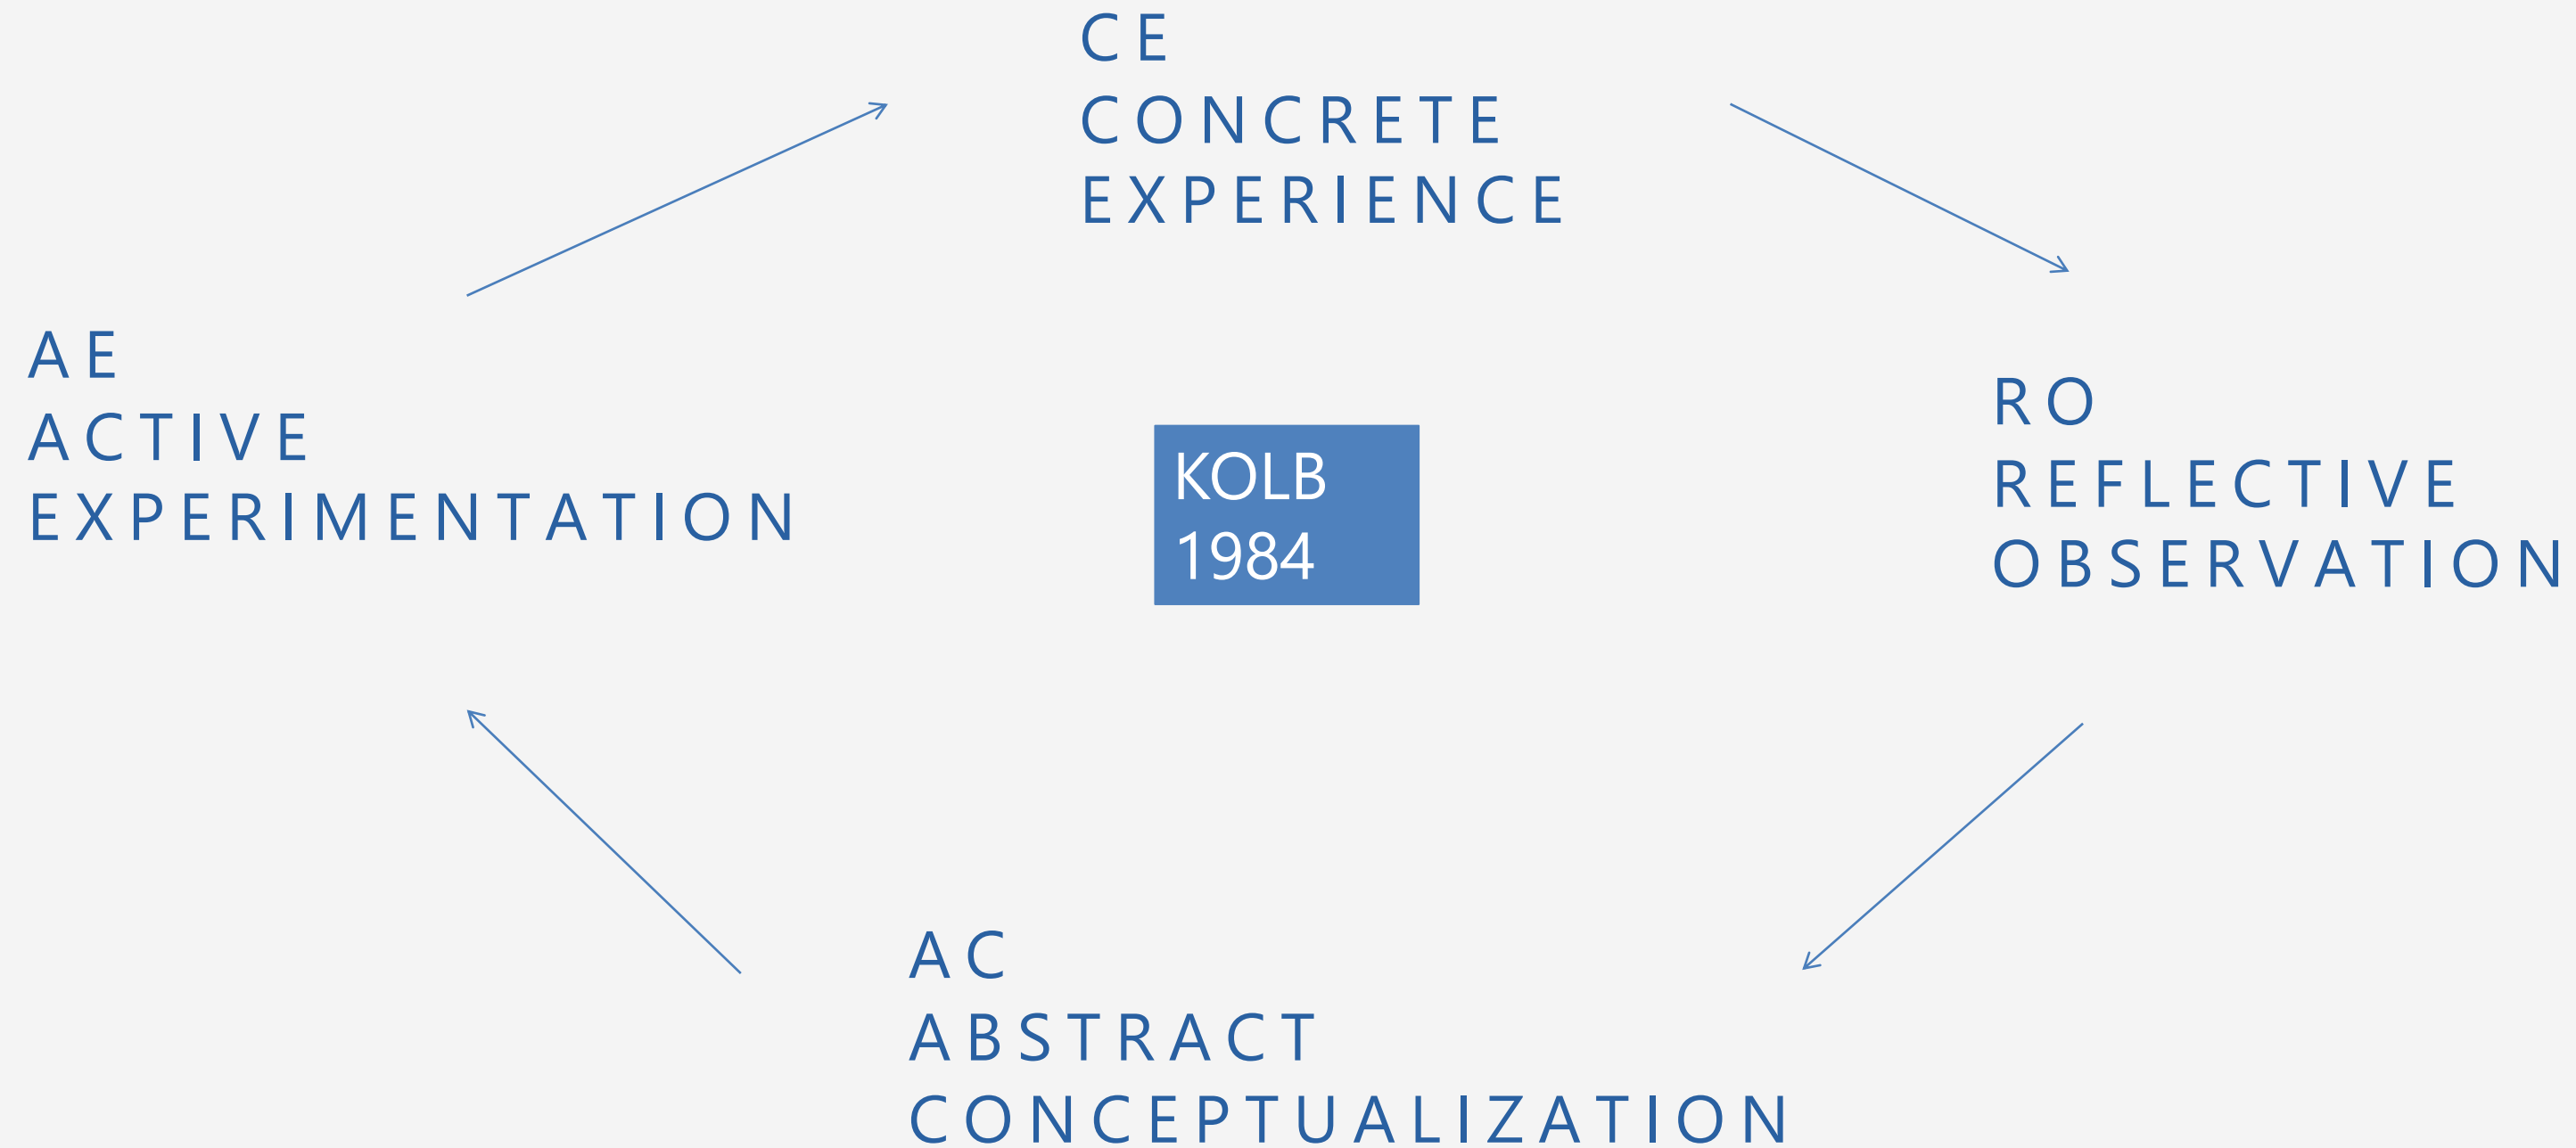 CE
CONCRETE
EXPERIENCE
AE
ACTIVE
EXPERIMENTATION
KOLB
1984
RO
REFLECTIVE
OBSERVATION
AC
ABSTRACT
CONCEPTUALIZATION